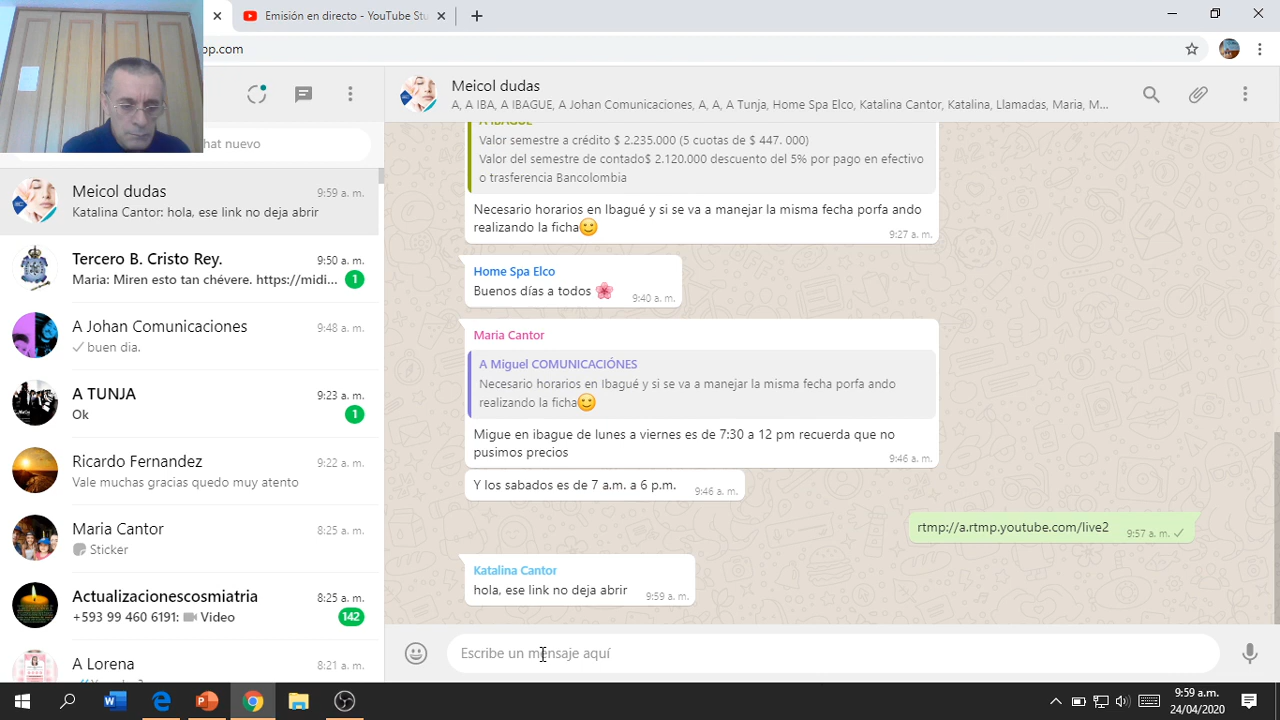 Emisión en directo - YouTube Stu
pp.com
hat nuevo
Meicol dudas
9:59 a. m.
Katalina Cantor: hola, ese link no deja abrir
Tercero B. Cristo Rey.
9:50 a. m.
Maria: Miren esto tan chévere. https://midi...
1
A Johan Comunicaciones
9:48 a. m.
buen dia.
A TUNJA
9:23 a. m.
Ok
1
Ricardo Fernandez
9:22 a. m.
Vale muchas gracias quedo muy atento
Maria Cantor
8:25 a. m.
Sticker
Actualizacionescosmiatria
8:25 a. m.
+593 99 460 6191: Video
142
A Lorena
8:21 a. m.
Meicol dudas
A, A IBA, A IBAGUE, A Johan Comunicaciones, A, A, A Tunja, Home Spa Elco, Katalina Cantor, Katalina, Llamadas, Maria, M...
A IBAGUE
Valor semestre a crédito $ 2.235.000 (5 cuotas de $ 447. 000)
Valor del semestre de contado$ 2.120.000 descuento del 5% por pago en efectivo
o trasferencia Bancolombia
Necesario horarios en Ibagué y si se va a manejar la misma fecha porfa ando
realizando la ficha😊
9:27 a. m.
Home Spa Elco
Buenos días a todos 🌸
9:40 a. m.
Maria Cantor
A Miguel COMUNICACIÓNES
Necesario horarios en Ibagué y si se va a manejar la misma fecha porfa ando
realizando la ficha😊
Migue en ibague de lunes a viernes es de 7:30 a 12 pm recuerda que no
pusimos precios
9:46 a. m.
Y los sabados es de 7 a.m. a 6 p.m.
9:46 a. m.
rtmp://a.rtmp.youtube.com/live2
9:57 a. m.
Katalina Cantor
hola, ese link no deja abrir
9:59 a. m.
Escribe un mensaje aquí
9:59 a.m.
24/04/2020